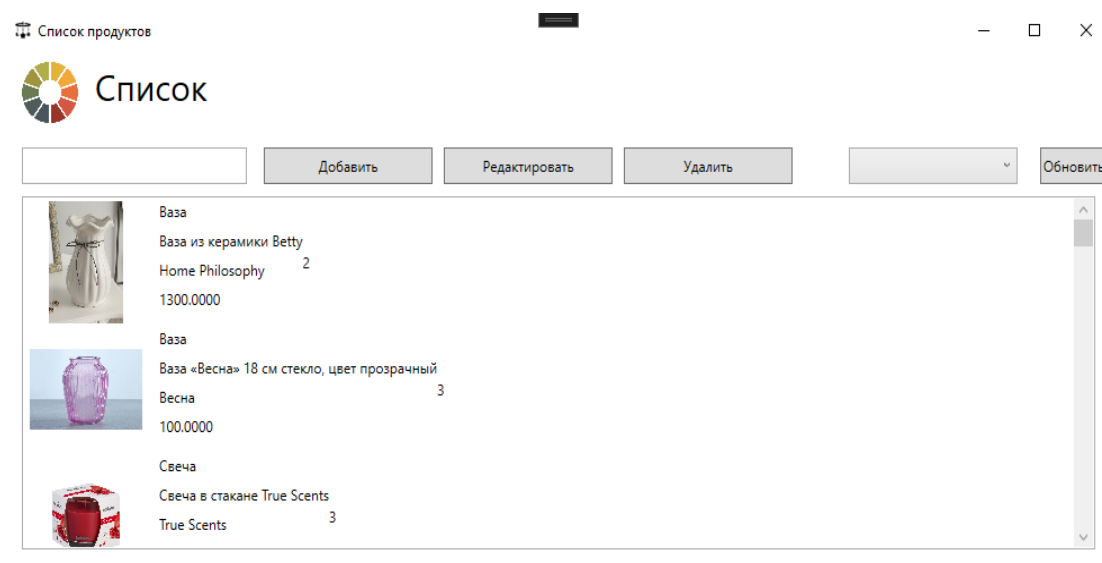 Список продуктов
Список
Добавить
Редактировать
Удалить
Обновить
Ваза
Ваза из керамики Betty
Home Philosophy
2
1300.0000
Ваза
Ваза «Весна» 18 см стекло, цвет прозрачный
3
Весна
100.0000
Свеча
Свеча в стакане True Scents
True Scents
3